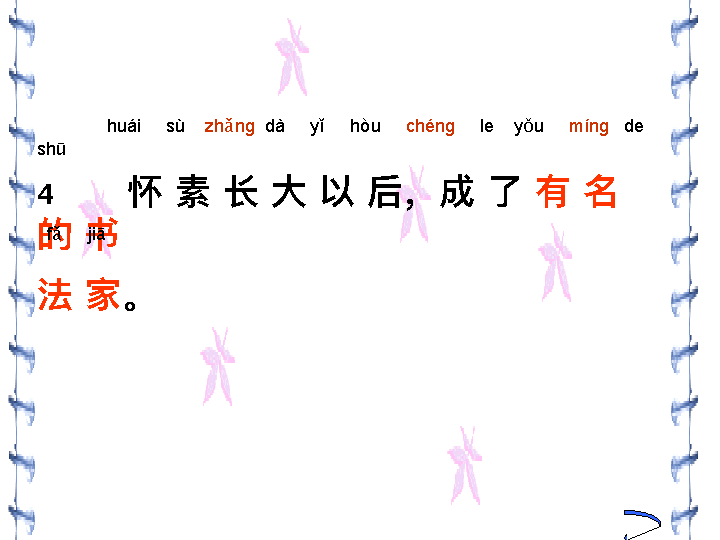 huái sù zhǎng dà yǐ hòu chéng le yǒu míng de
shū
4 怀 素 长 大 以 后，成 了 有 名
的 书
fǎ jiā
法 家。